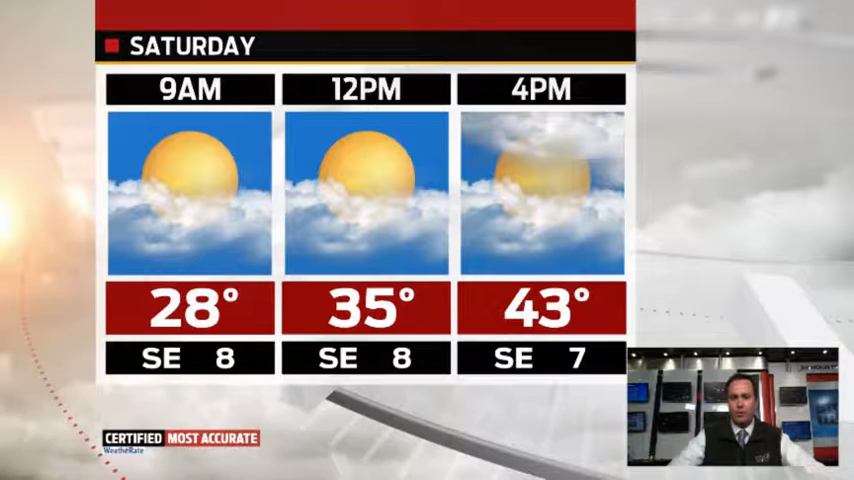 SATURDAY
9AM 12PM 4PM
28° 35° 43°
SE 8 SE 8 SE 7
CERTIFIED MOST ACCURATE
WeatheRate